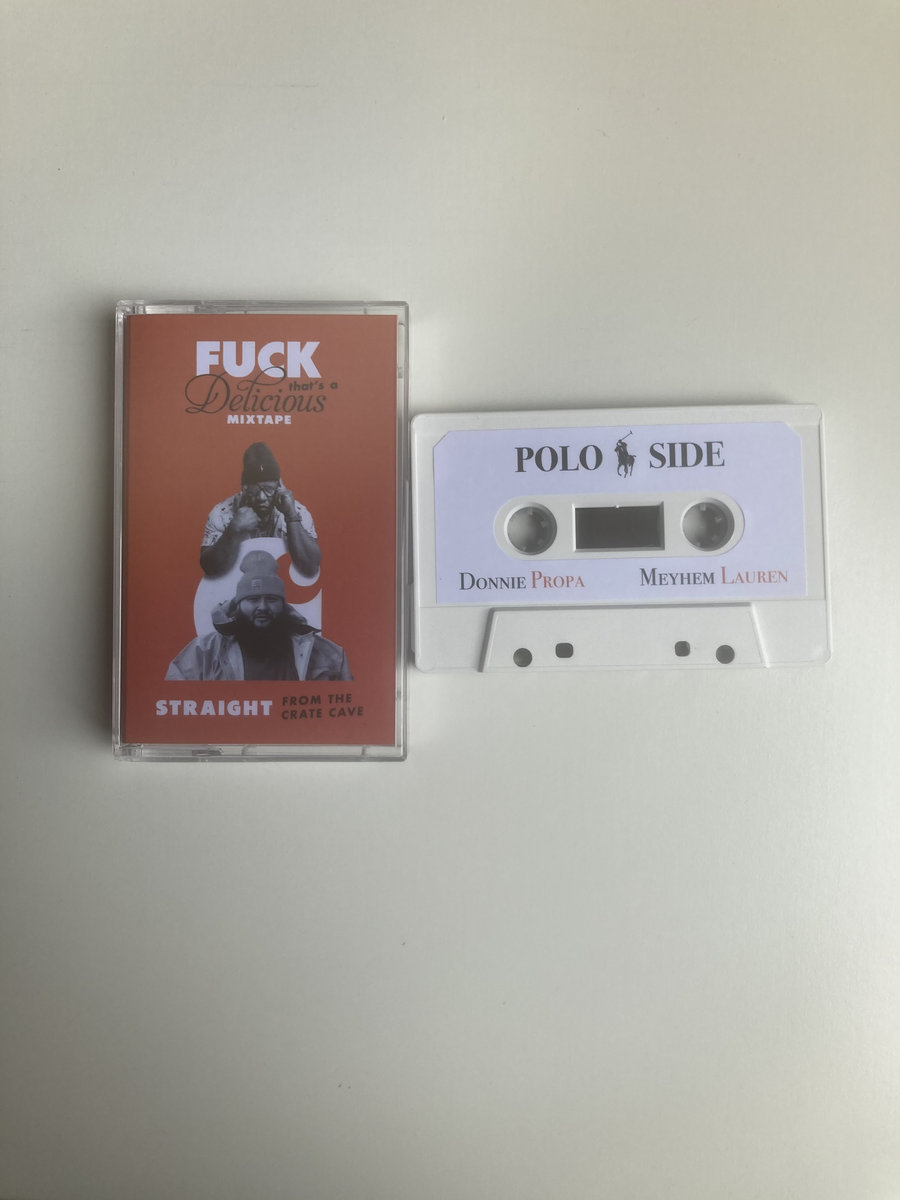 FUCK
that's a
Delicious
MIXTAPE
STRAIGHT FROM THE
CRATE CAVE
POLO SIDE
DONNIE PROPA MEYHEM LAUREN